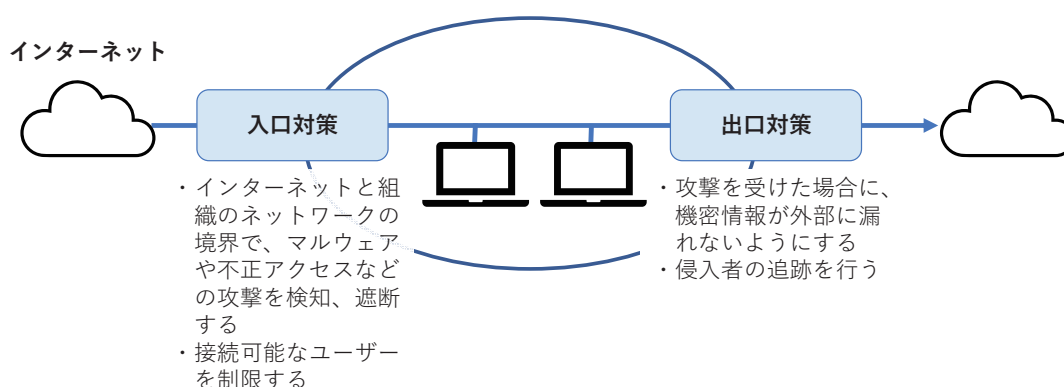 インターネット
入口対策
出口対策
・インターネットと組
織のネットワークの
境界で、マルウェア
や不正アクセスなど
の攻撃を検知、遮断
する
・接続可能なユーザー
を制限する
・攻撃を受けた場合に、
機密情報が外部に漏
れないようにする
・侵入者の追跡を行う